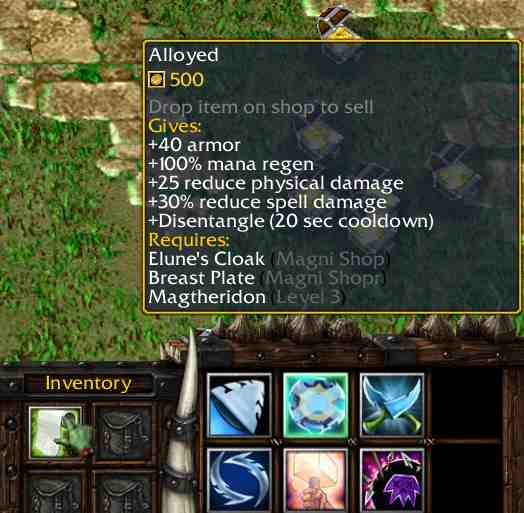 Alloyed
500
Drop item on shop to sell
Gives:
+40 armor
+100% mana regen
+25 reduce physical damage
+30% reduce spell damage
+Disentangle (20 sec cooldown)
Requires:
Elune's Cloak (Magni Shop)
Breast Plate (Magni Shopr)
Magtheridon (Level 3)
Inventory